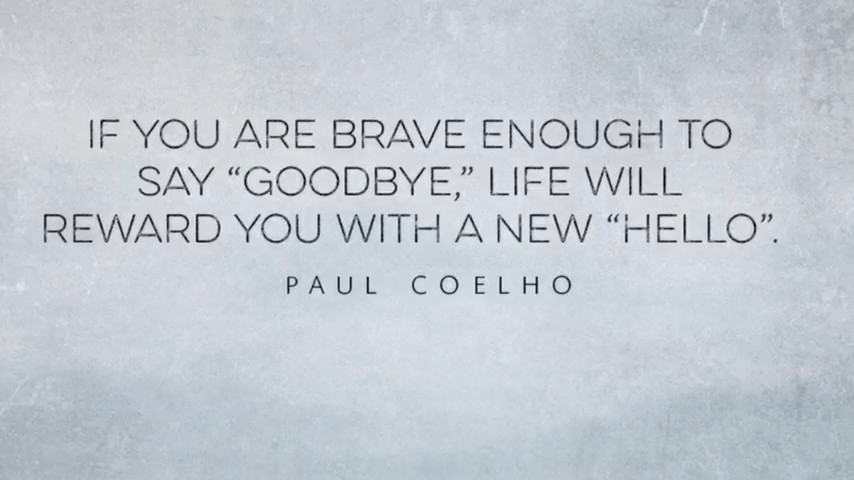 IF YOU ARE BRAVE ENOUGH TO
SAY “GOODBYE,” LIFE WILL
REWARD YOU WITH A NEW “HELLO”.
PAUL COELHO